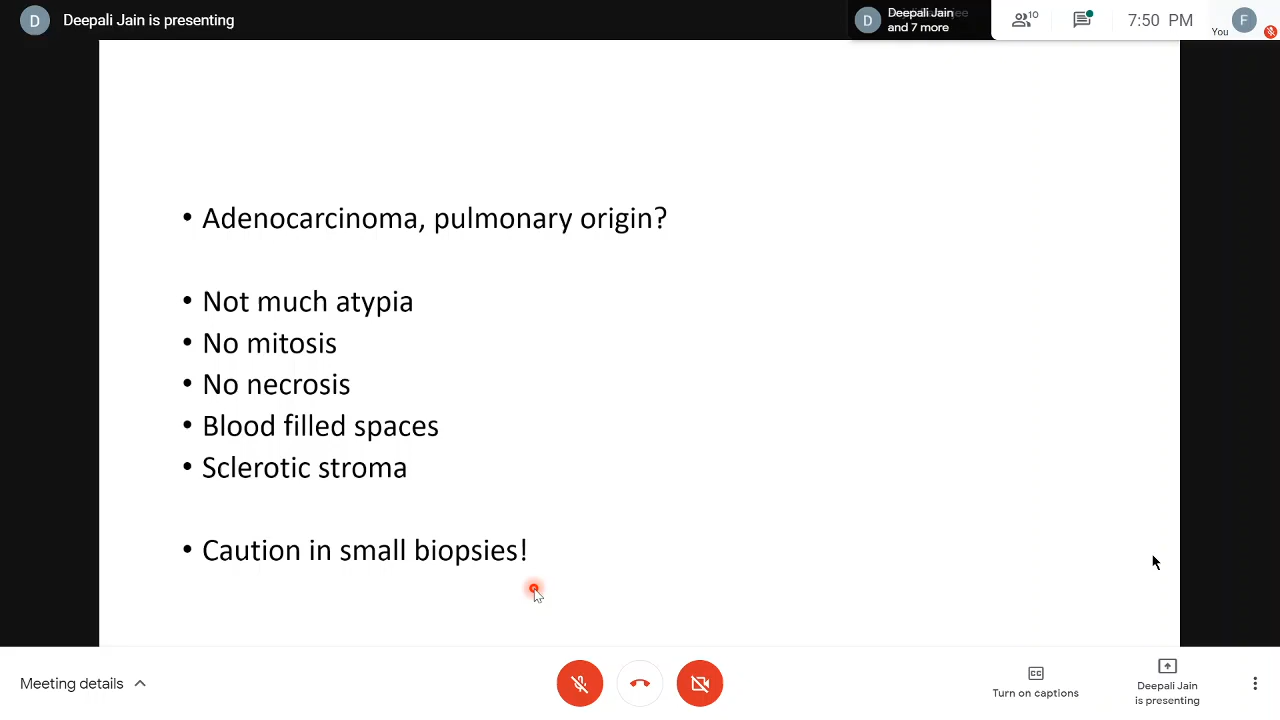 D Deepali Jain is presenting
D Deepali Jain
and 7 more
10
7:50 PM
You
F
• Adenocarcinoma, pulmonary origin?
• Not much atypia
• No mitosis
• No necrosis
• Blood filled spaces
• Sclerotic stroma
• Caution in small biopsies!
Meeting details
CC
Turn on captions
Deepali Jain
is presenting